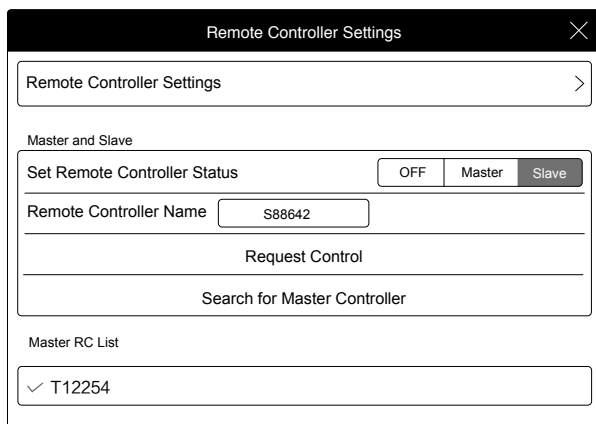 Remote Controller Settings
Remote Controller Settings
Master and Slave
Set Remote Controller Status OFF Master Slave
Remote Controller Name S88642
Request Control
Search for Master Controller
Master RC List
T12254